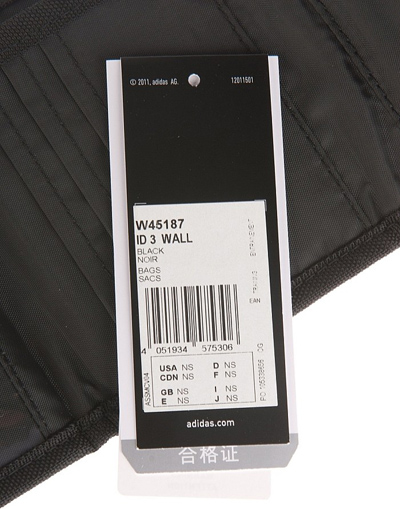 © 2011, adidas AG. 12011501
W45187
ID 3 WALL
BLACK
NOIR
BAGS
SACS
EAN
4 051934 575306
USA NS D NS
CDN NS F NS
GB NS I NS
E NS J NS
ASSMCV04
adidas.com
合格证